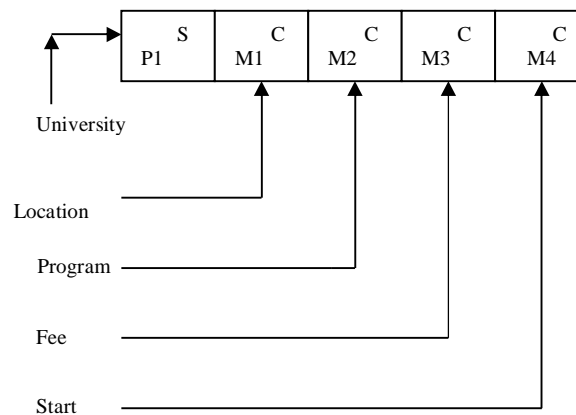 S C C C C
P1 M1 M2 M3 M4
University
Location
Program
Fee
Start